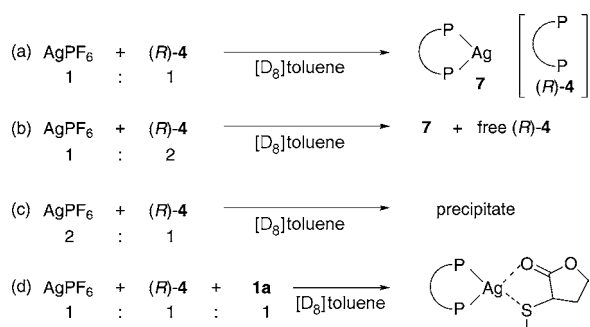 (a) AgPF6 + (R)-4 [D8]toluene P P Ag 7 P P (R)-4
1 : 1
(b) AgPF6 + (R)-4 [D8]toluene 7 + free (R)-4
1 : 2
(c) AgPF6 + (R)-4 [D8]toluene precipitate
2 : 1
(d) AgPF6 + (R)-4 + 1a [D8]toluene P P Ag O O S
1 : 1 : 1